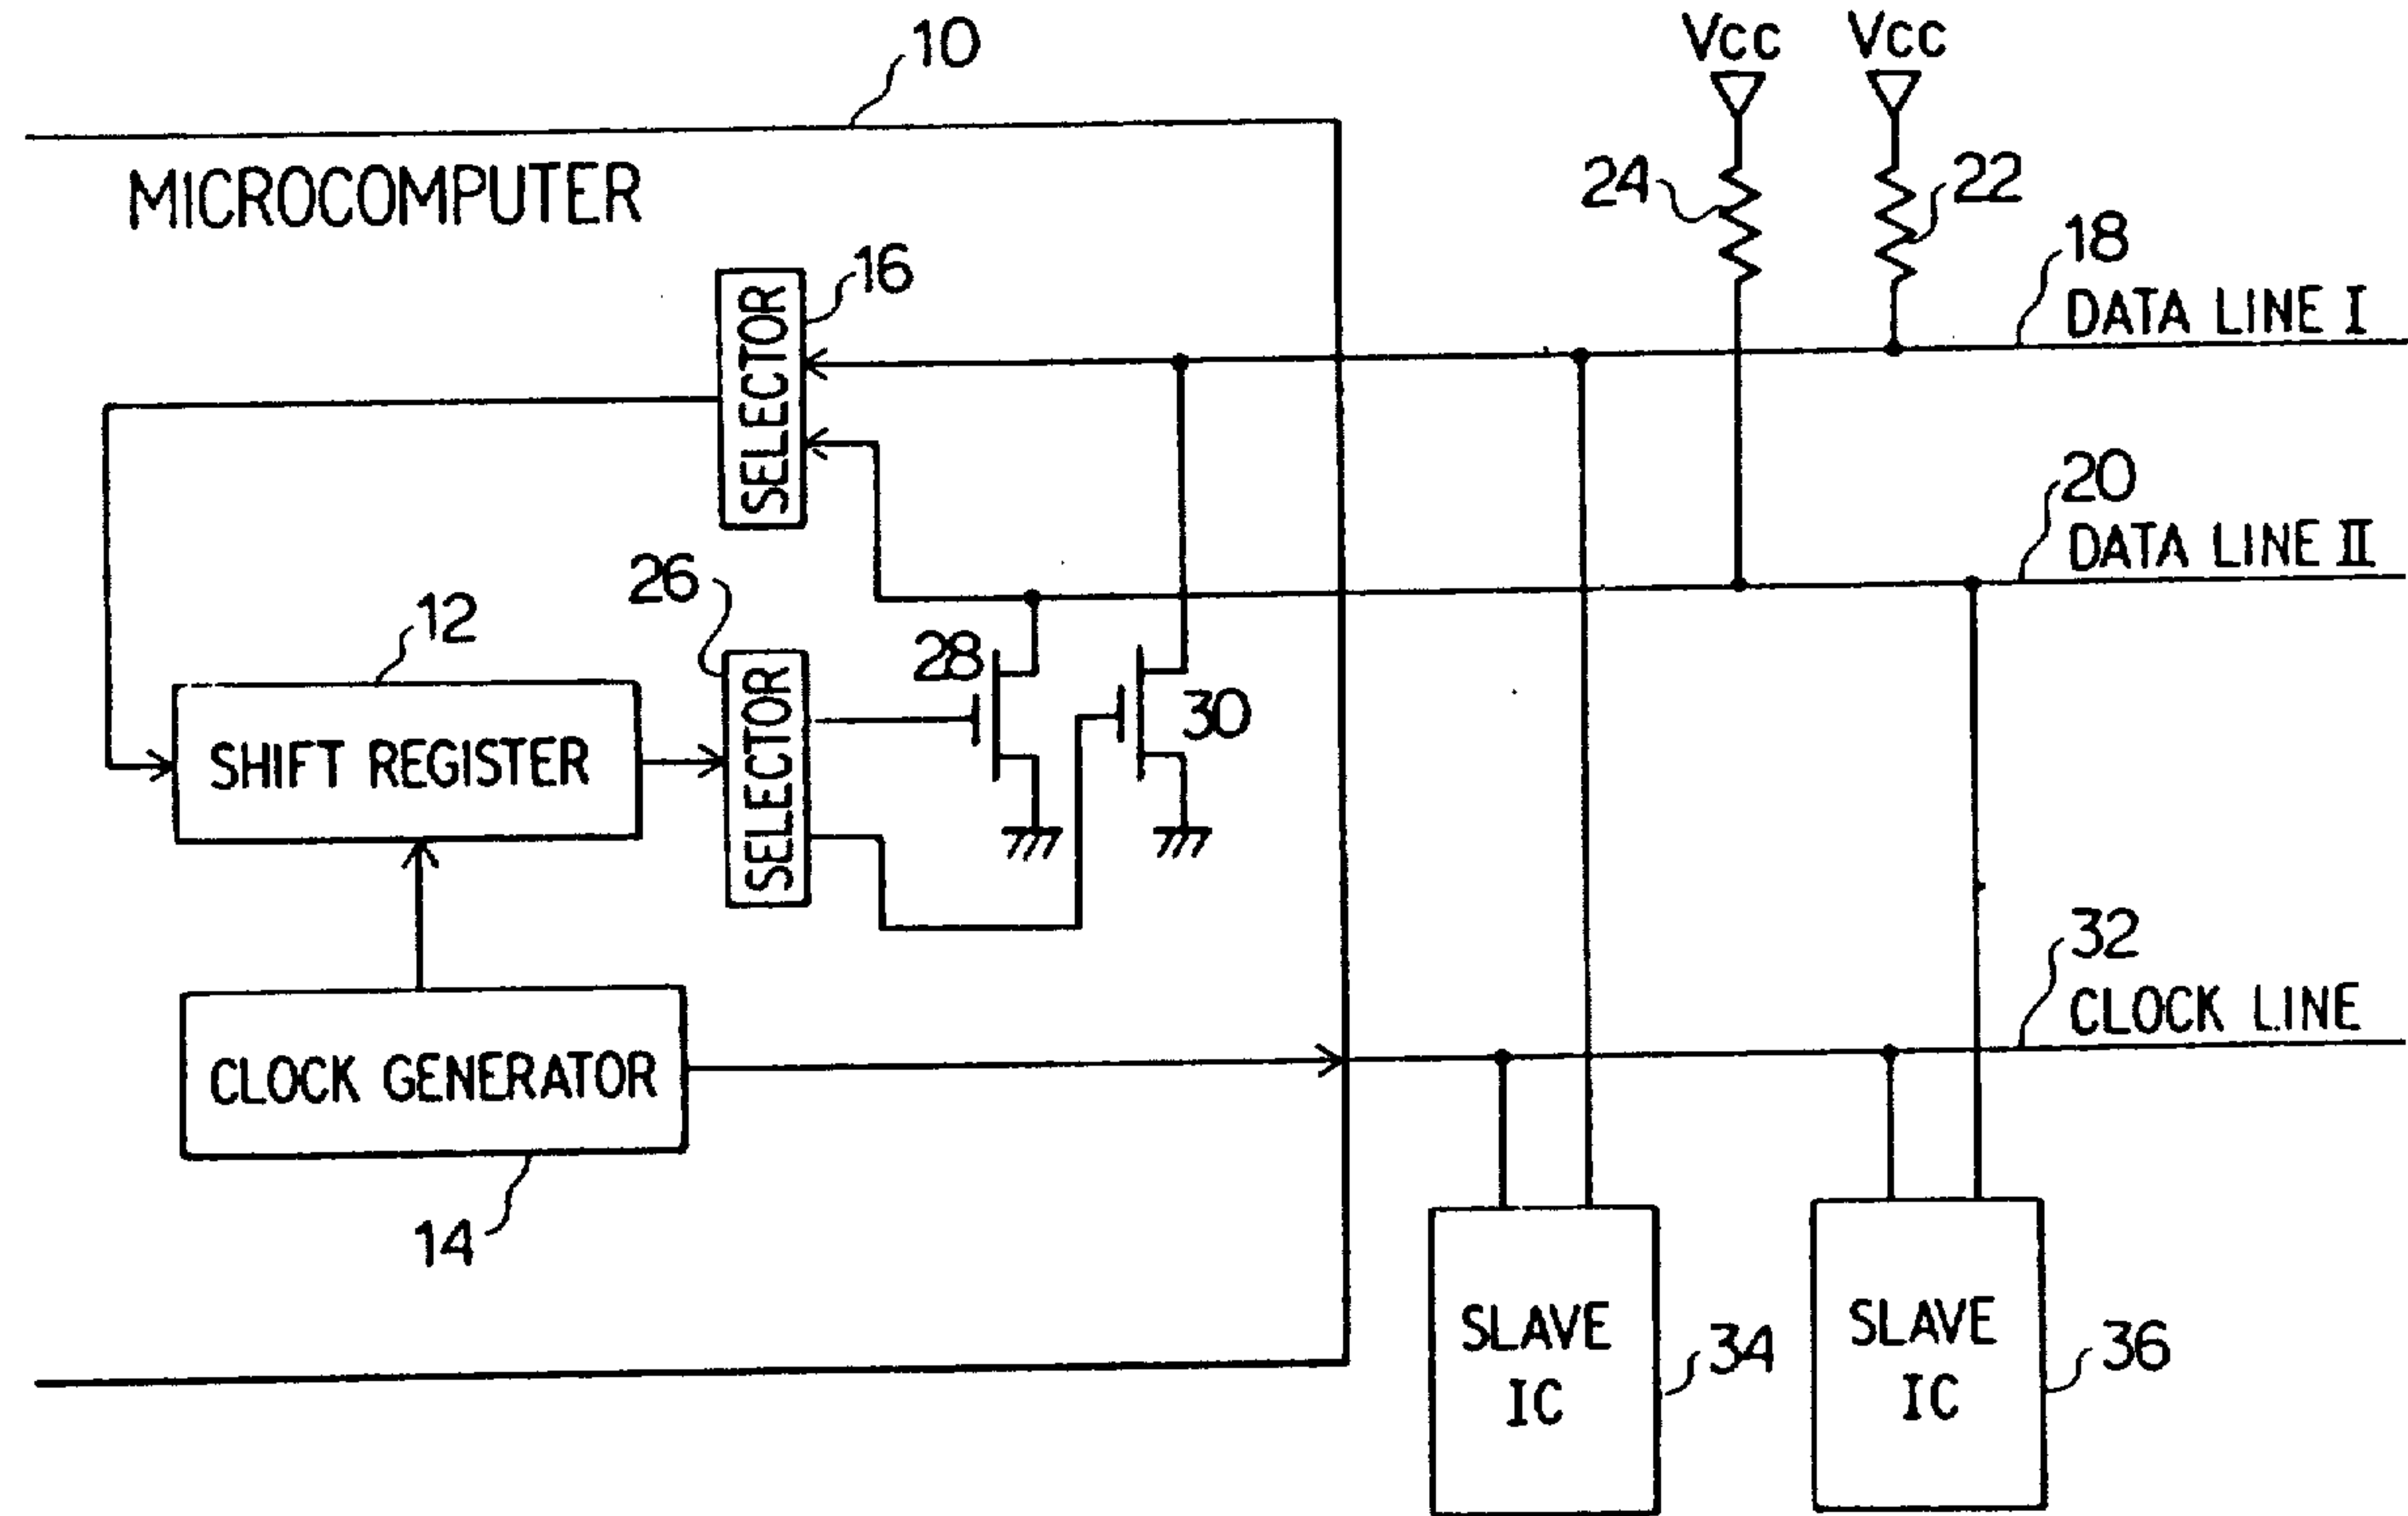 10
Vcc Vcc
MICROCOMPUTER
24
22
18
DATA LINE I
16
SELECTOR
20
DATA LINE II
26
12
28
30
SELECTOR
SHIFT REGISTER
32
CLOCK LINE
CLOCK GENERATOR
14
SLAVE
IC
34
SLAVE
IC
36